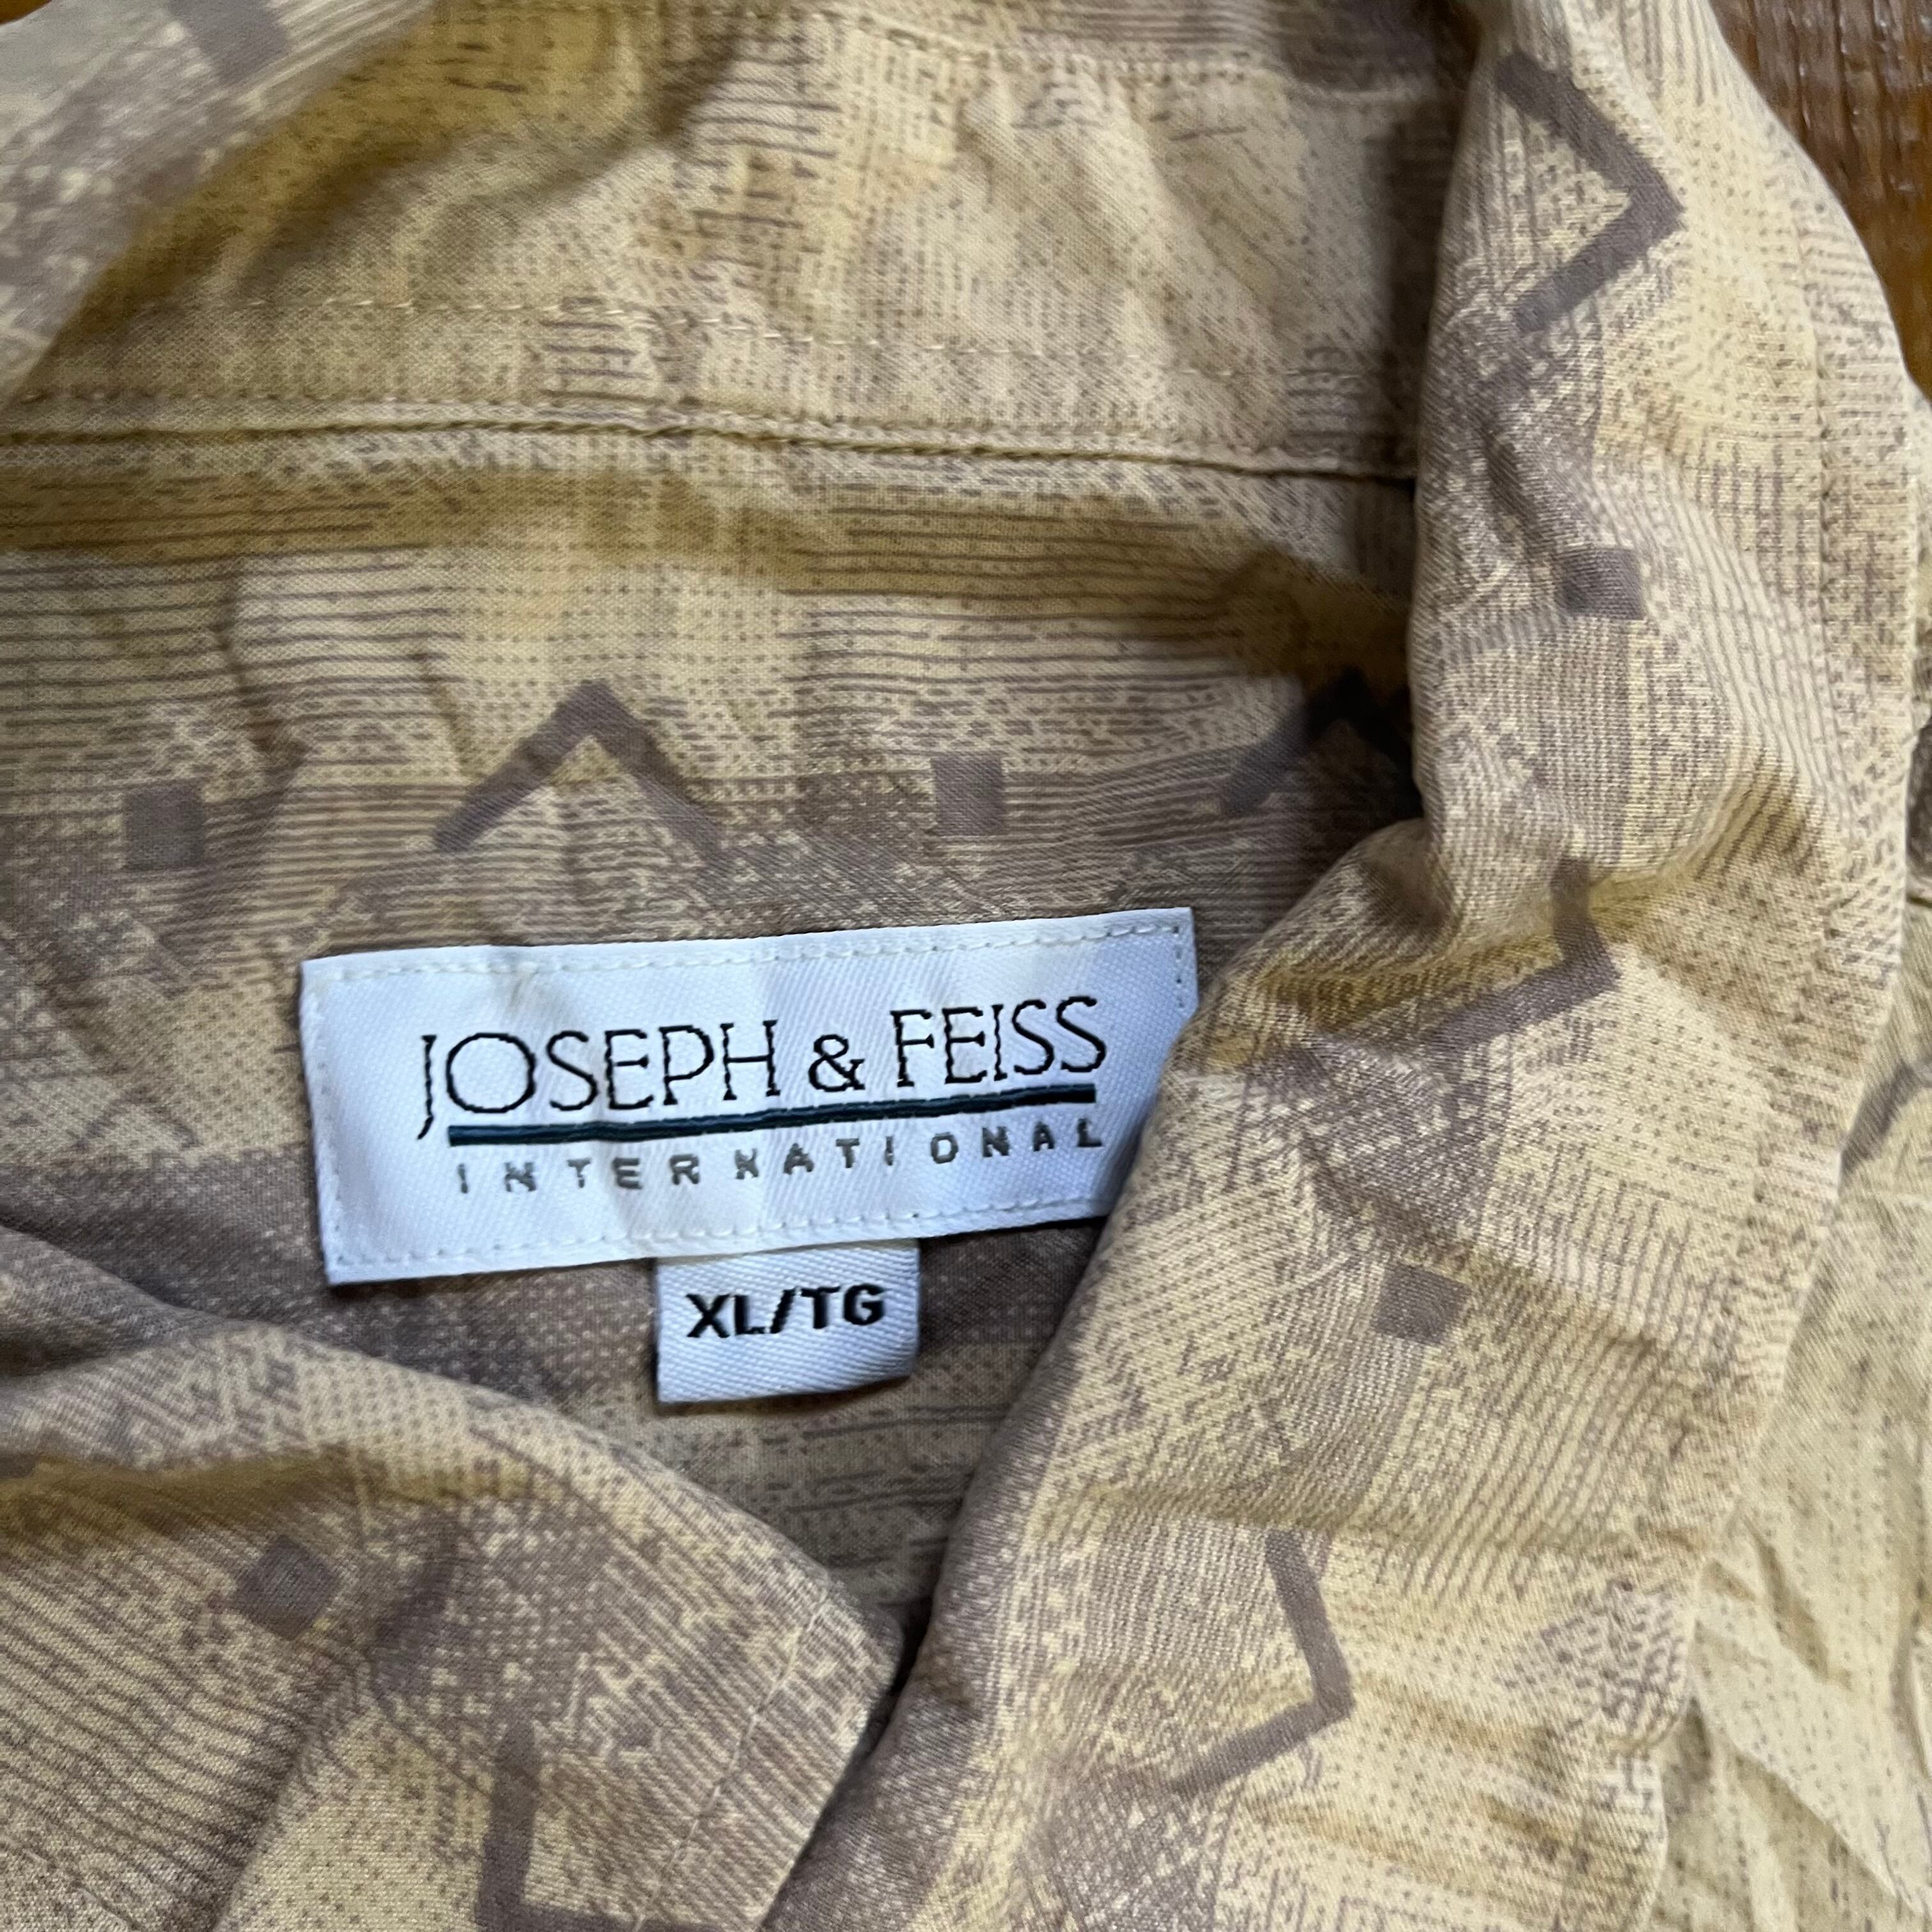 JOSEPH & FEISS
INTERNATIONAL
XL/TG